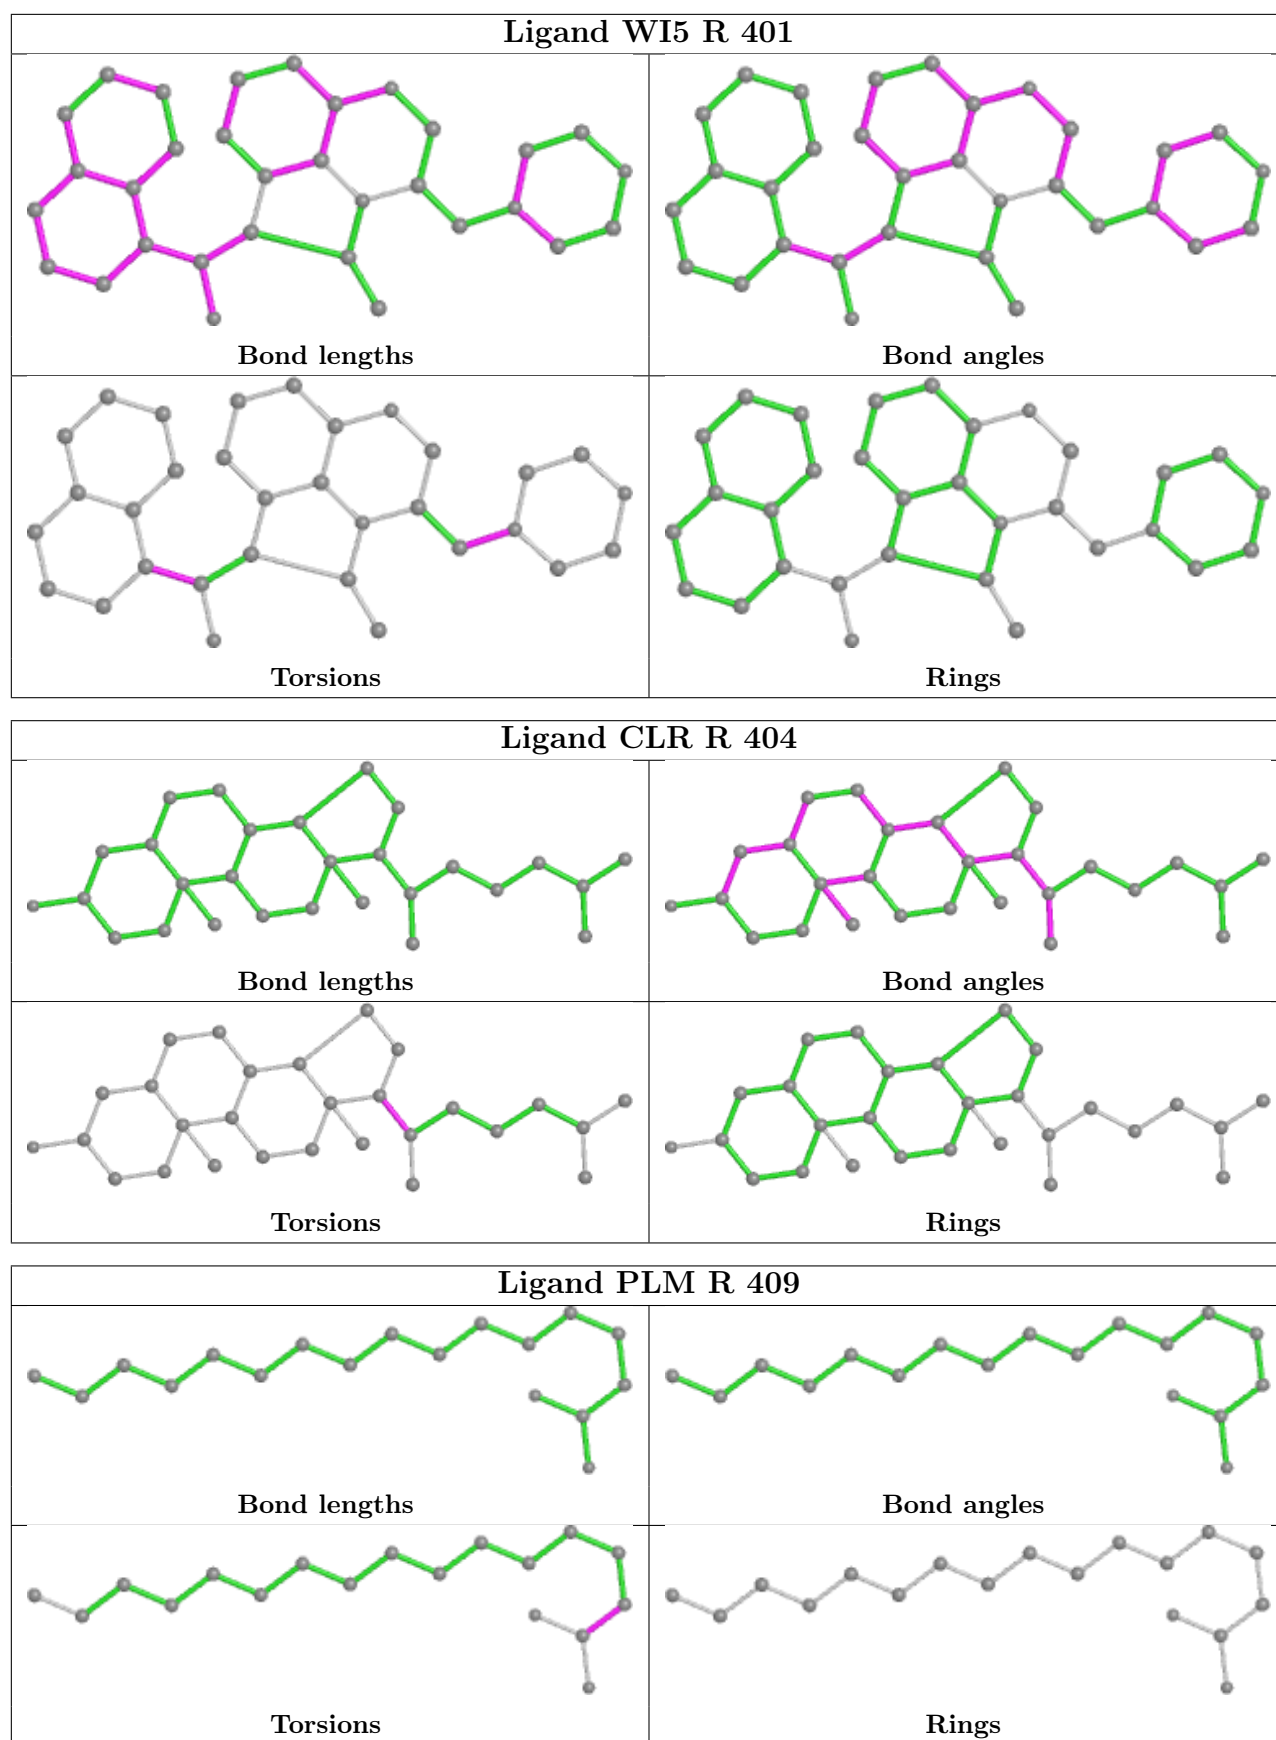 Ligand WI5 R 401
Bond lengths
Bond angles
Torsions
Rings
Ligand CLR R 404
Bond lengths
Bond angles
Torsions
Rings
Ligand PLM R 409
Bond lengths
Bond angles
Torsions
Rings